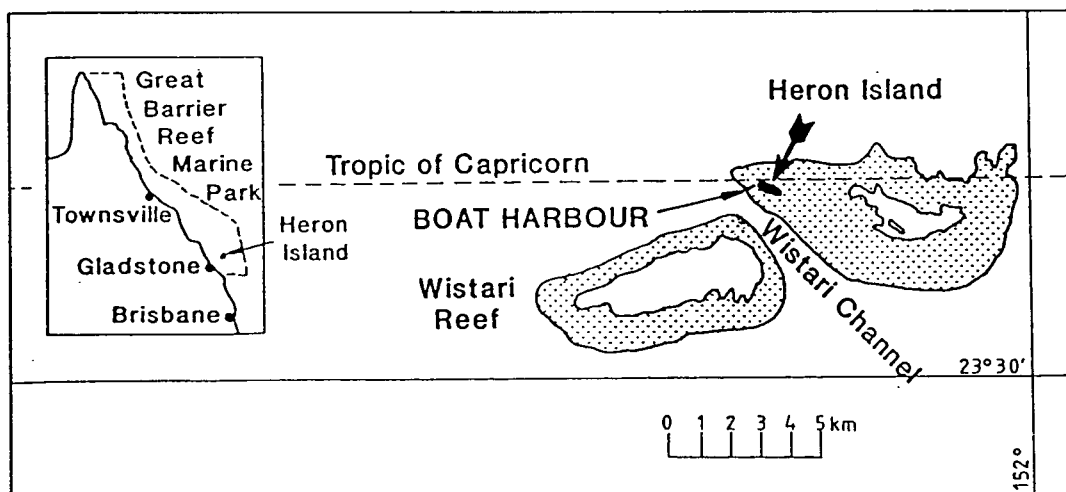 Great
Barrier
Reef
Marine
Park
Townsville
Heron
Island
Gladstone
Brisbane
Heron Island
Tropic of Capricorn
BOAT HARBOUR
Wistari Channel
Wistari
Reef
23°30'
0 1 2 3 4 5 km
152°